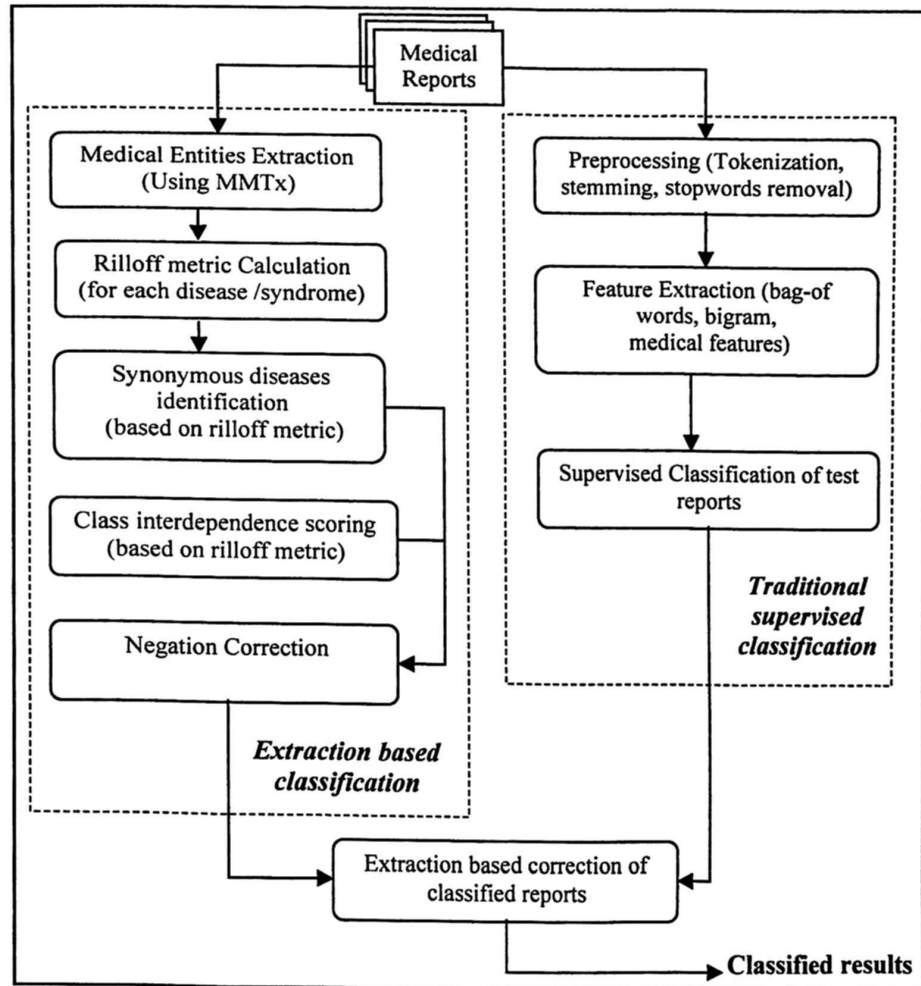 Medical
Reports
Medical Entities Extraction
(Using MMTx)
Rilloff metric Calculation
(for each disease /syndrome)
Synonymous diseases
identification
(based on rilloff metric)
Class interdependence scoring
(based on rilloff metric)
Negation Correction
Extraction based
classification
Preprocessing (Tokenization,
stemming, stopwords removal)
Feature Extraction (bag-of
words, bigram,
medical features)
Supervised Classification of test
reports
Traditional
supervised
classification
Extraction based correction of
classified reports
Classified results